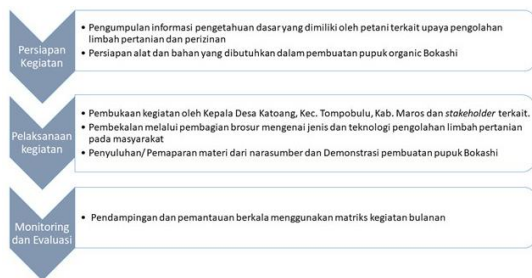 Persiapan
Kegiatan
• Pengumpulan informasi pengetahuan dasar yang dimiliki oleh petani terkait upaya pengolahan
limbah pertanian dan perizinan
• Persiapan alat dan bahan yang dibutuhkan dalam pembuatan pupuk organic Bokashi
Pelaksanaan
kegiatan
• Pembukaan kegiatan oleh Kepala Desa Katoang, Kec. Tompobulu, Kab. Maros dan stakeholder terkait.
• Pembekalan melalui pembagian brosur mengenai jenis dan teknologi pengolahan limbah pertanian
pada masyarakat
• Penyuluhan/ Pemaparan materi dari narasumber dan Demonstrasi pembuatan pupuk Bokashi
Monitoring
dan Evaluasi
• Pendampingan dan pemantauan berkala menggunakan matriks kegiatan bulanan